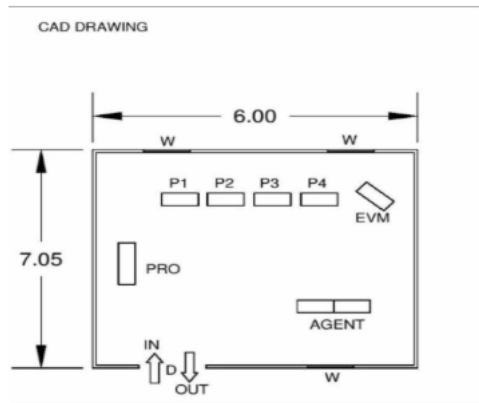 CAD DRAWING
6.00
W W
P1 P2 P3 P4
EVM
7.05
PRO
AGENT
IN
D
OUT
W